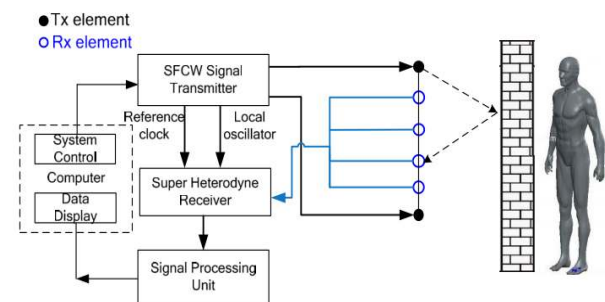 Tx element
Rx element
SFCW Signal
Transmitter
Reference
clock
Local
oscillator
System
Control
Computer
Data
Display
Super Heterodyne
Receiver
Signal Processing
Unit